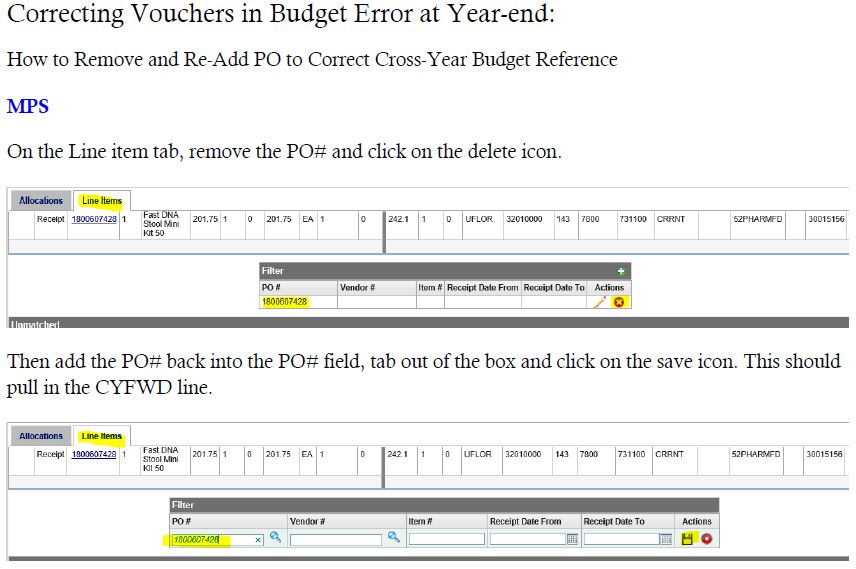 Correcting Vouchers in Budget Error at Year-end:
How to Remove and Re-Add PO to Correct Cross-Year Budget Reference
MPS
On the Line item tab, remove the PO# and click on the delete icon.
Allocations Line Items
Receipt 1800607428 1 Fast DNA Stool Mini Kit 50 201.75 1 0 201.75 EA 1 0 242.1 1 0 UFLOR 32010000 143 7800 731100 CRRNT 52PHARMFD 30015156
Filter
PO # Vendor # Item # Receipt Date From Receipt Date To Actions
1800607428
Unmatched
Then add the PO# back into the PO# field, tab out of the box and click on the save icon. This should
pull in the CYFWD line.
Allocations Line Items
Receipt 1800607428 1 Fast DNA Stool Mini Kit 50 201.75 1 0 201.75 EA 1 0 242.1 1 0 UFLOR 32010000 143 7800 731100 CRRNT 52PHARMFD 30015156
Filter
PO # Vendor # Item # Receipt Date From Receipt Date To Actions
1800607428